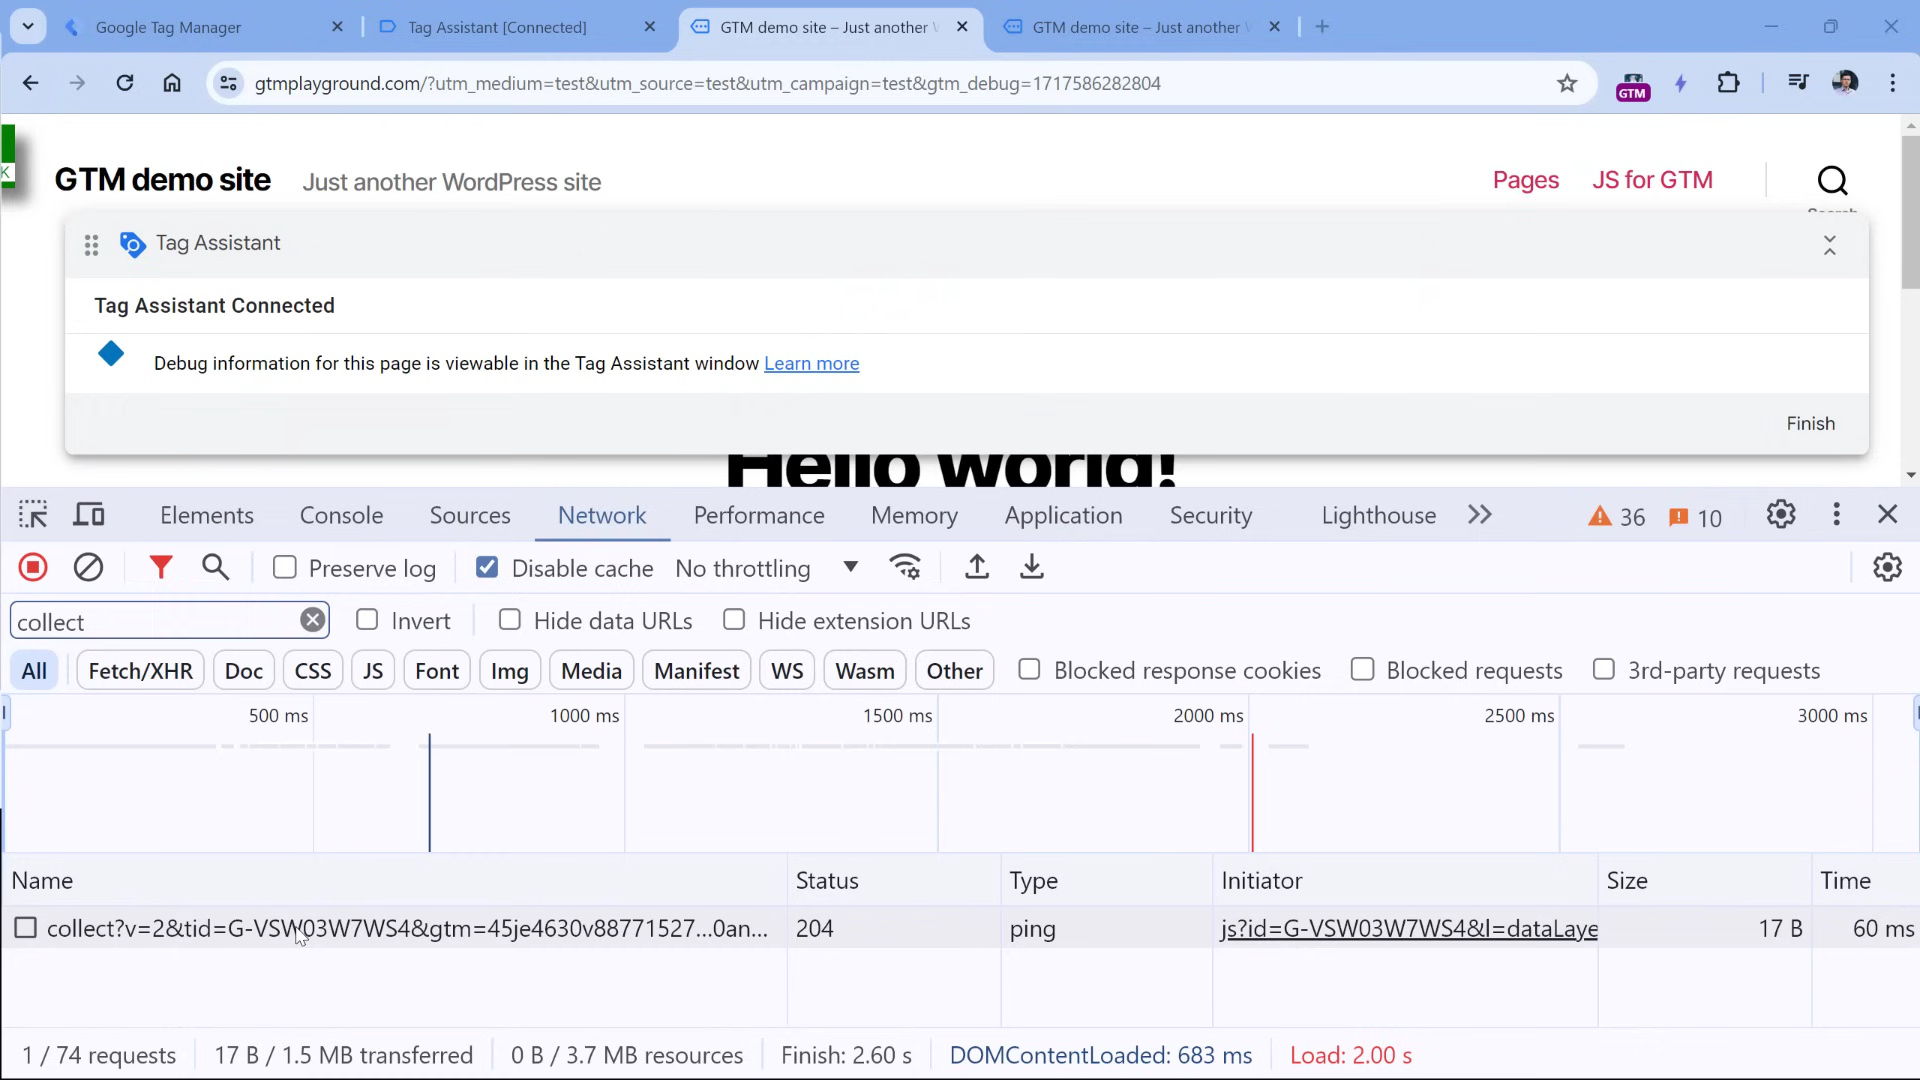 Google Tag Manager
Tag Assistant [Connected]
GTM demo site – Just another W
GTM demo site – Just another W
gtmplayground.com/?utm_medium=test&utm_source=test&utm_campaign=test&gtm_debug=1717586282804
GTM
K
GTM demo site
Just another WordPress site
Pages
JS for GTM
Search
Tag Assistant
Tag Assistant Connected
Debug information for this page is viewable in the Tag Assistant window Learn more
Finish
Hello world!
Elements
Console
Sources
Network
Performance
Memory
Application
Security
Lighthouse
36
10
Preserve log
Disable cache
No throttling
collect
Invert
Hide data URLs
Hide extension URLs
All
Fetch/XHR
Doc
CSS
JS
Font
Img
Media
Manifest
WS
Wasm
Other
Blocked response cookies
Blocked requests
3rd-party requests
500 ms
1000 ms
1500 ms
2000 ms
2500 ms
3000 ms
Name
Status
Type
Initiator
Size
Time
collect?v=2&tid=G-VSW03W7WS4&gtm=45je4630v88771527...0an...
204
ping
js?id=G-VSW03W7WS4&l=dataLaye
17 B
60 ms
1 / 74 requests
17 B / 1.5 MB transferred
0 B / 3.7 MB resources
Finish: 2.60 s
DOMContentLoaded: 683 ms
Load: 2.00 s